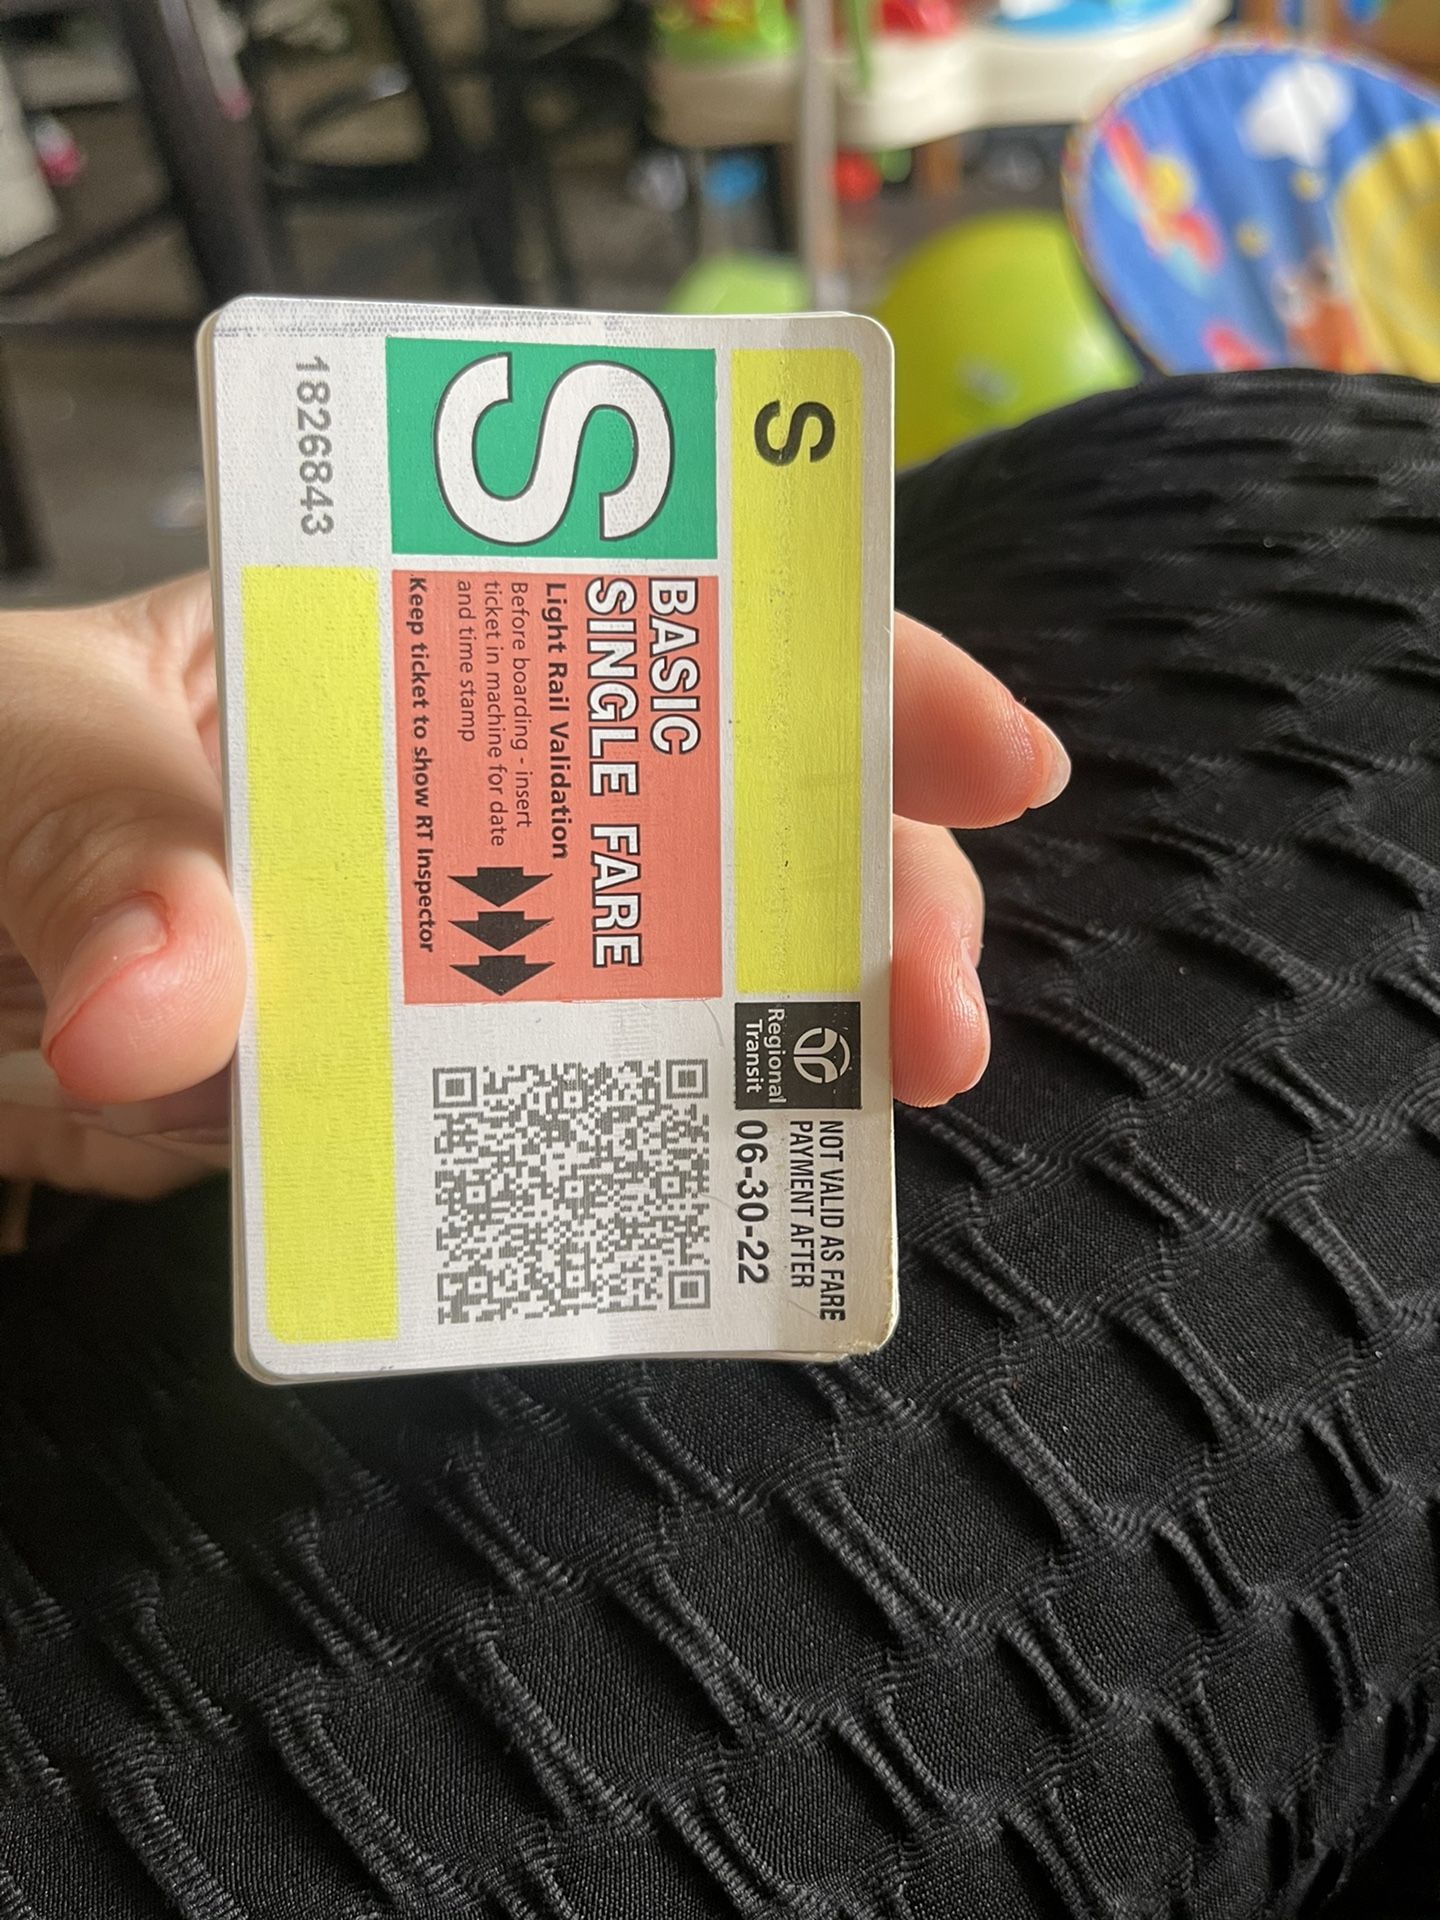 S
Regional
Transit
NOT VALID AS FARE
PAYMENT AFTER
06-30-22
S
BASIC
SINGLE FARE
Light Rail Validation
Before boarding - insert
ticket in machine for date
and time stamp
Keep ticket to show RT Inspector
1826843